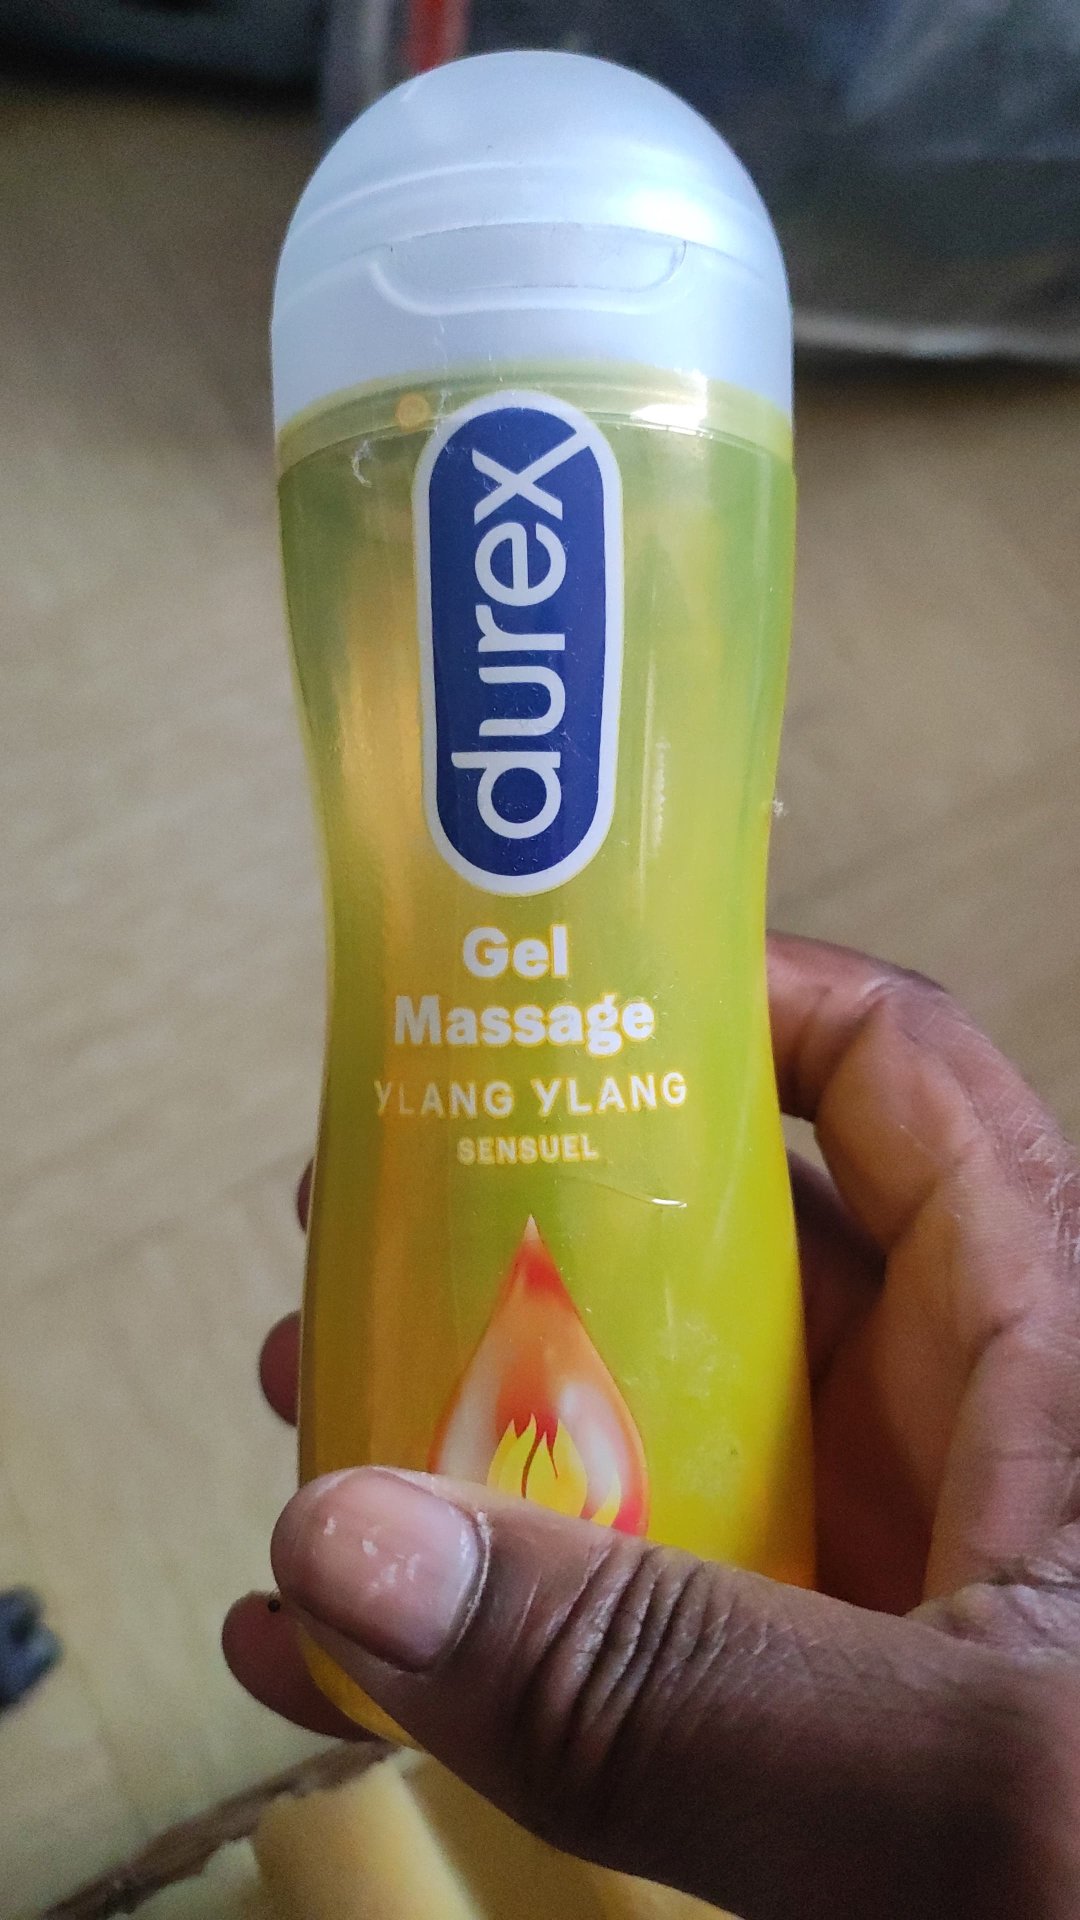 durex
Gel
Massage
YLANG YLANG
SENSUEL